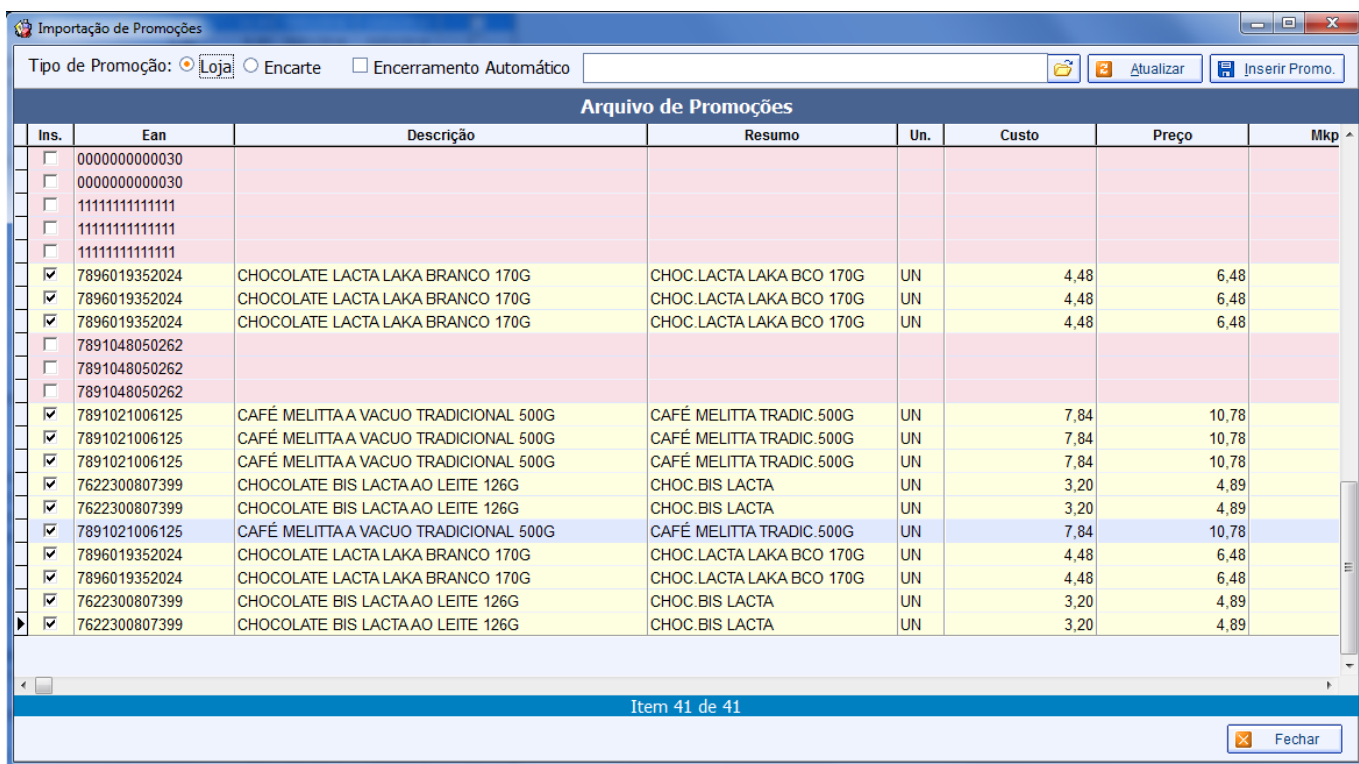 Importação de Promoções
Tipo de Promoção: Loja Encarte Encerramento Automático Atualizar Inserir Promo.
Arquivo de Promoções
Ins. Ean Descrição Resumo Un. Custo Preço Mkp
0000000000030
0000000000030
11111111111111
11111111111111
11111111111111
7896019352024 CHOCOLATE LACTA LAKA BRANCO 170G CHOC.LACTA LAKA BCO 170G UN 4,48 6,48
7896019352024 CHOCOLATE LACTA LAKA BRANCO 170G CHOC.LACTA LAKA BCO 170G UN 4,48 6,48
7896019352024 CHOCOLATE LACTA LAKA BRANCO 170G CHOC.LACTA LAKA BCO 170G UN 4,48 6,48
7891048050262
7891048050262
7891048050262
7891021006125 CAFÉ MELITTA A VACUO TRADICIONAL 500G CAFÉ MELITTA TRADIC.500G UN 7,84 10,78
7891021006125 CAFÉ MELITTA A VACUO TRADICIONAL 500G CAFÉ MELITTA TRADIC.500G UN 7,84 10,78
7891021006125 CAFÉ MELITTA A VACUO TRADICIONAL 500G CAFÉ MELITTA TRADIC.500G UN 7,84 10,78
7622300807399 CHOCOLATE BIS LACTA AO LEITE 126G CHOC.BIS LACTA UN 3,20 4,89
7622300807399 CHOCOLATE BIS LACTA AO LEITE 126G CHOC.BIS LACTA UN 3,20 4,89
7891021006125 CAFÉ MELITTA A VACUO TRADICIONAL 500G CAFÉ MELITTA TRADIC.500G UN 7,84 10,78
7896019352024 CHOCOLATE LACTA LAKA BRANCO 170G CHOC.LACTA LAKA BCO 170G UN 4,48 6,48
7896019352024 CHOCOLATE LACTA LAKA BRANCO 170G CHOC.LACTA LAKA BCO 170G UN 4,48 6,48
7622300807399 CHOCOLATE BIS LACTA AO LEITE 126G CHOC.BIS LACTA UN 3,20 4,89
7622300807399 CHOCOLATE BIS LACTA AO LEITE 126G CHOC.BIS LACTA UN 3,20 4,89
Item 41 de 41
Fechar